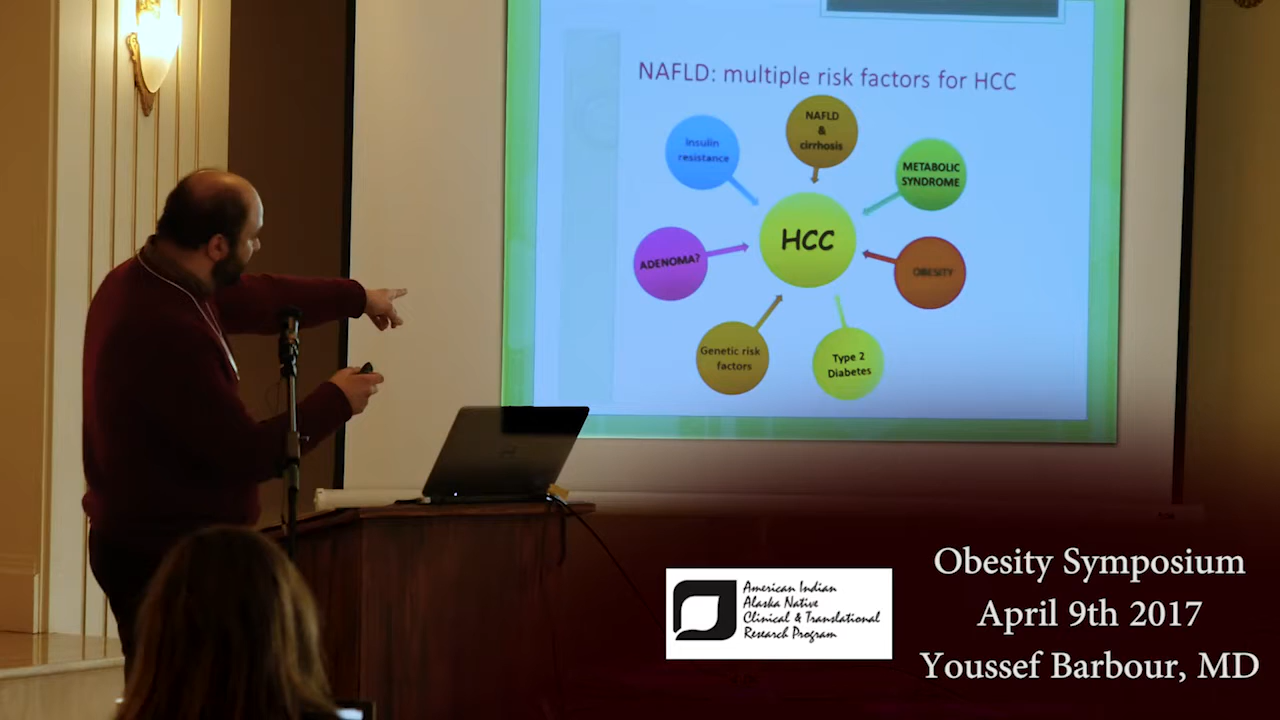 NAFLD: multiple risk factors for HCC
NAFLD
&
cirrhosis
Insulin
resistance
METABOLIC
SYNDROME
HCC
ADENOMA?
OBESITY
Genetic risk
factors
Type 2
Diabetes
American Indian
Alaska Native
Clinical & Translational
Research Program
Obesity Symposium
April 9th 2017
Youssef Barbour, MD